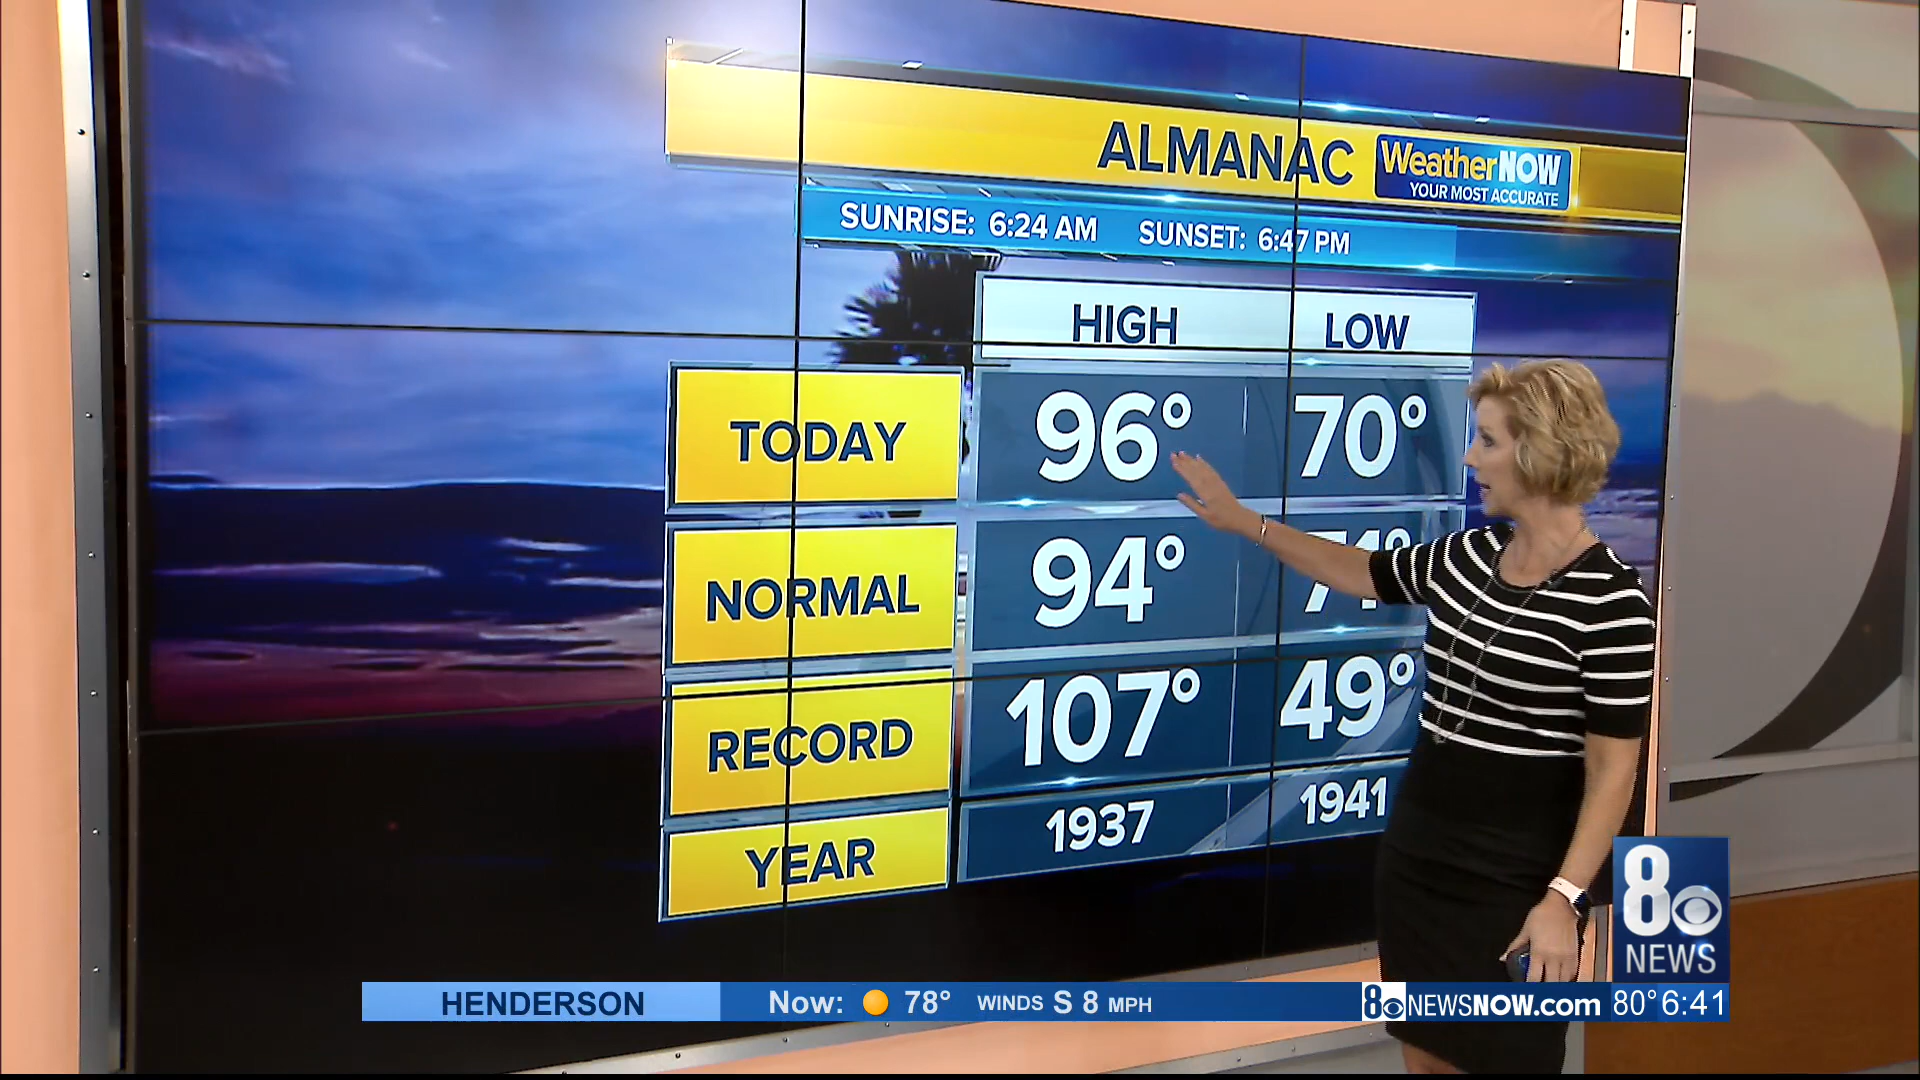 ALMANAC
WeatherNOW
YOUR MOST ACCURATE
SUNRISE: 6:24 AM SUNSET: 6:47 PM
HIGH LOW
TODAY 96° 70°
NORMAL 94° 71°
RECORD 107° 49°
YEAR 1937 1941
8
NEWS
HENDERSON Now: 78° WINDS S 8 MPH 8NEWSNOW.com 80° 6:41